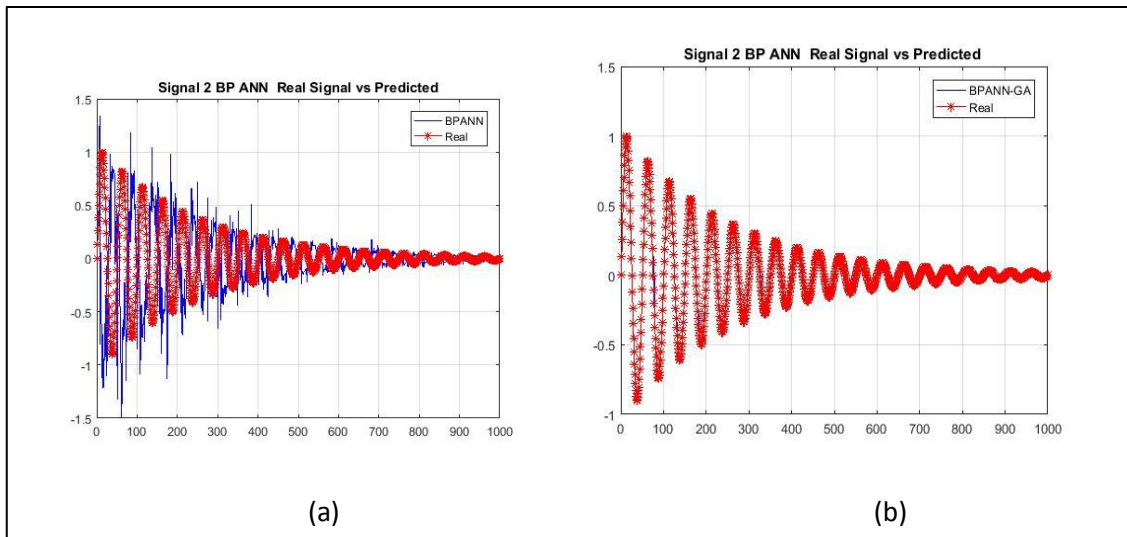 Signal 2 BP ANN  Real Signal vs Predicted
1.5
1
0.5
0
-0.5
-1
-1.5
0 100 200 300 400 500 600 700 800 900 1000
BPANN
Real
(a)
Signal 2 BP ANN  Real Signal vs Predicted
1.5
1
0.5
0
-0.5
-1
0 100 200 300 400 500 600 700 800 900 1000
BPANN-GA
Real
(b)